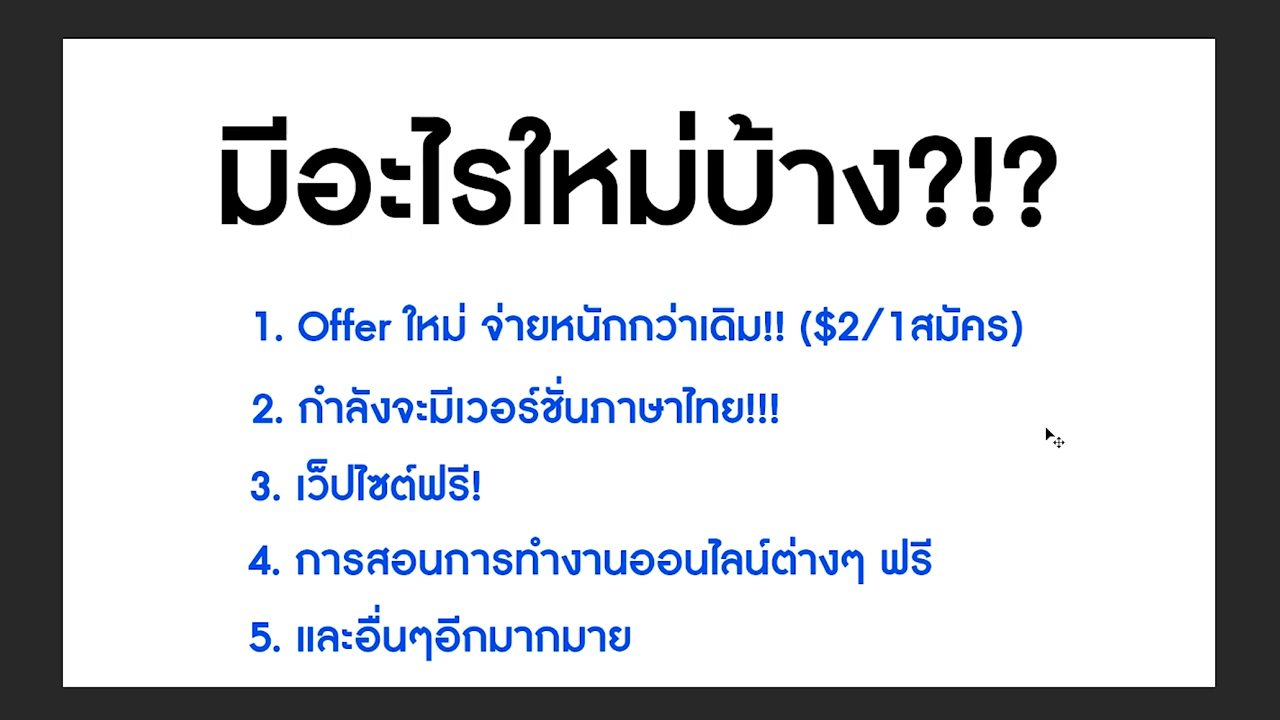 มีอะไรใหม่บ้าง?!?
1. Offer ใหม่ จ่ายหนักกว่าเดิม!! ($2/1สมัคร)
2. กำลังจะมีเวอร์ชั่นภาษาไทย!!!
3. เว็ปไซต์ฟรี!
4. การสอนการทำงานออนไลน์ต่างๆ ฟรี
5. และอื่นๆอีกมากมาย